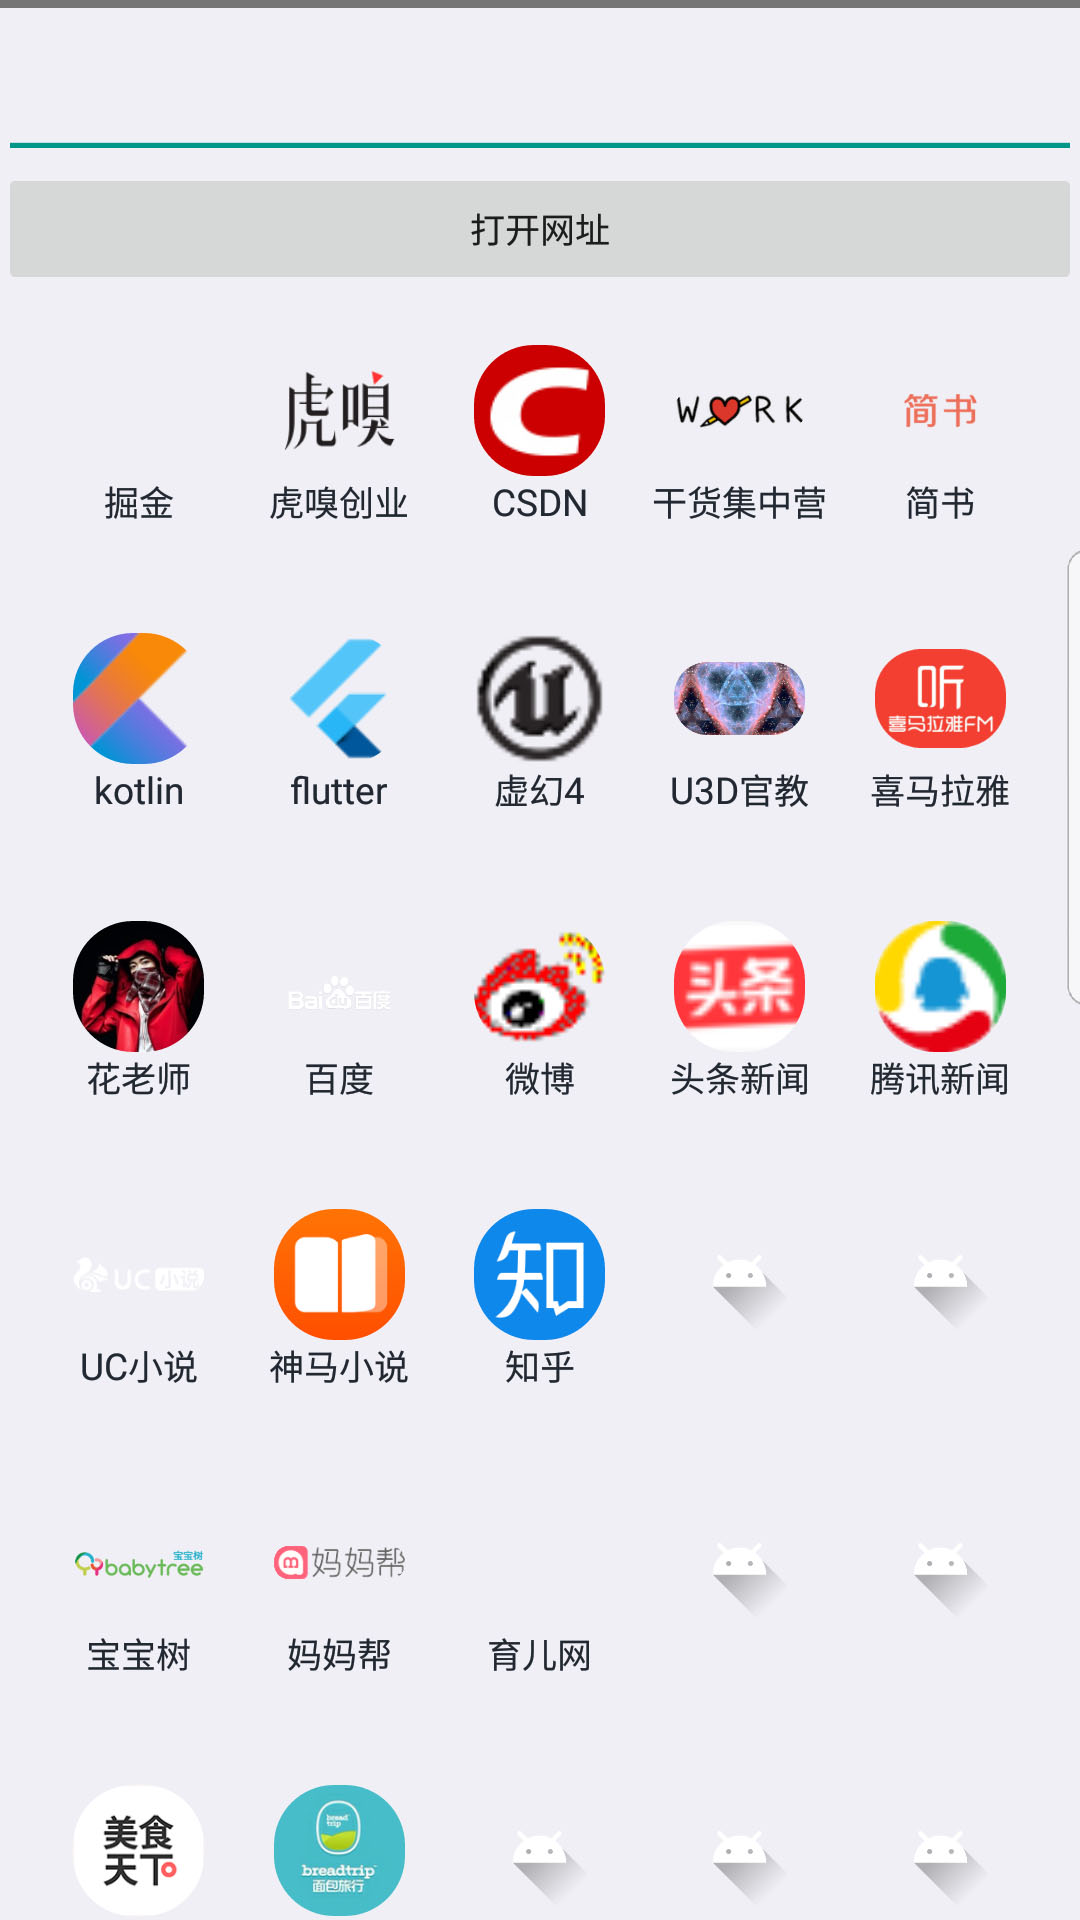 打开网址
虎嗅
W RK
简书
掘金
虎嗅创业
CSDN
干货集中营
简书
听
喜马拉雅FM
kotlin
flutter
虚幻4
U3D官教
喜马拉雅
Baidu百度
头条
花老师
百度
微博
头条新闻
腾讯新闻
UC小说
知
UC小说
神马小说
知乎
宝宝树
babytree
妈妈帮
宝宝树
妈妈帮
育儿网
美食
天下
bread
trip
breadtrip
面包旅行